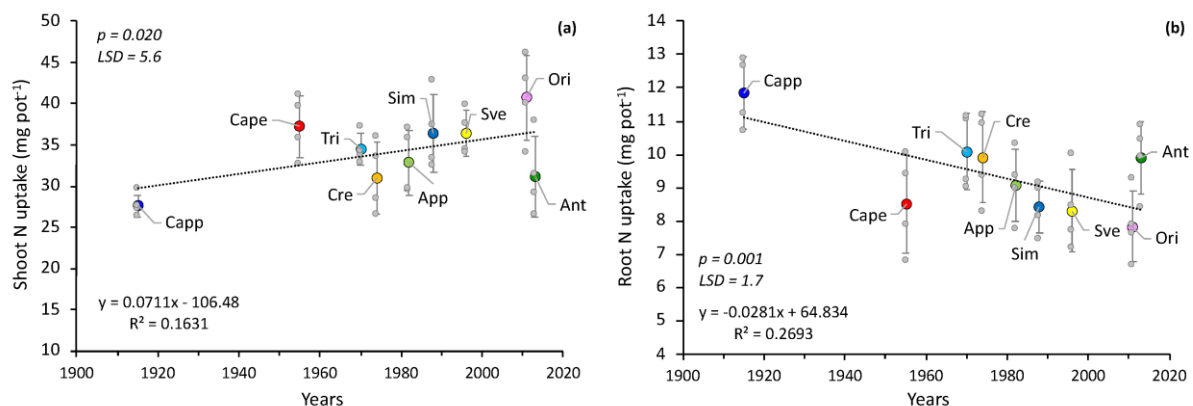 (a)
p = 0.020
LSD = 5.6
Shoot N uptake (mg pot⁻¹)
50
45
40
35
30
25
20
15
10
Capp
Cape
Tri
Cre
App
Sim
Sve
Ori
Ant
y = 0.0711x - 106.48
R² = 0.1631
1900 1920 1940 1960 1980 2000 2020
Years
(b)
Root N uptake (mg pot⁻¹)
14
13
12
11
10
9
8
7
6
5
4
Capp
Cape
Tri
Cre
App
Sim
Sve
Ori
Ant
p = 0.001
LSD = 1.7
y = -0.0281x + 64.834
R² = 0.2693
1900 1920 1940 1960 1980 2000 2020
Years